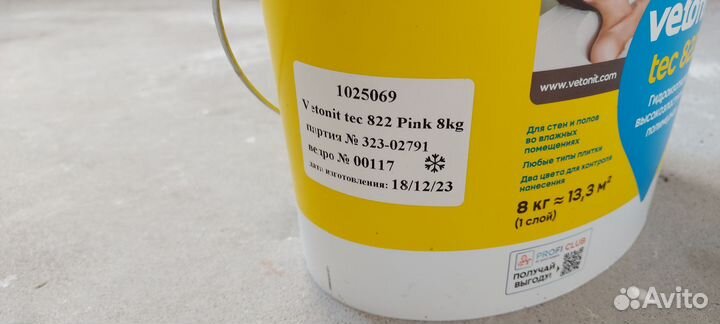 1025069
Vetonit tec 822 Pink 8kg
партия № 323-02791
ведро № 00117
дата изготовления: 18/12/23
vetonit
tec 82
www.vetonit.com
Для стен и полов
во влажных
помещениях
Любые типы плитки
Два цвета для контроля
нанесения
8 кг ≈ 13,3 м²
(1 слой)
PROFI CLUB
ПОЛУЧАЙ
ВЫГОДУ!
Avito